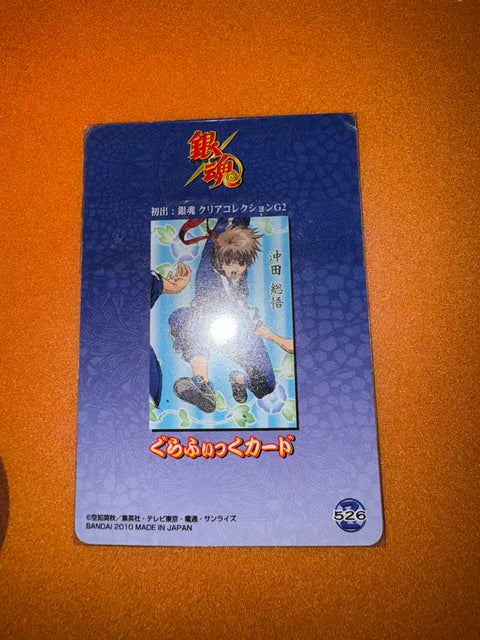 銀魂
初出：銀魂 クリアコレクションG2
沖田 総悟
ぐらふぃっくカード
©空知英秋／集英社・テレビ東京・電通・サンライズ
BANDAI 2010 MADE IN JAPAN
526